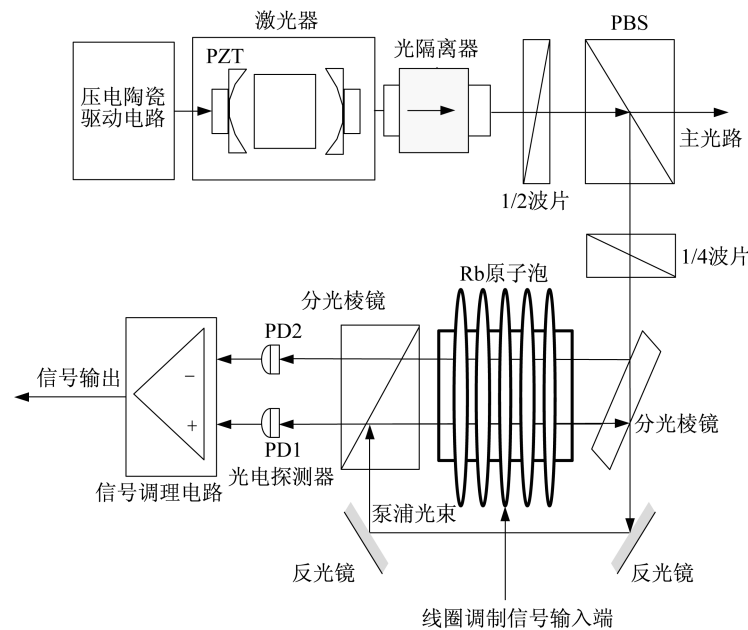 激光器
PZT
光隔离器
PBS
压电陶瓷
驱动电路
主光路
1/2波片
1/4波片
Rb原子泡
分光棱镜
PD2
信号输出
−
+
PD1
分光棱镜
光电探测器
信号调理电路
泵浦光束
反光镜
反光镜
线圈调制信号输入端